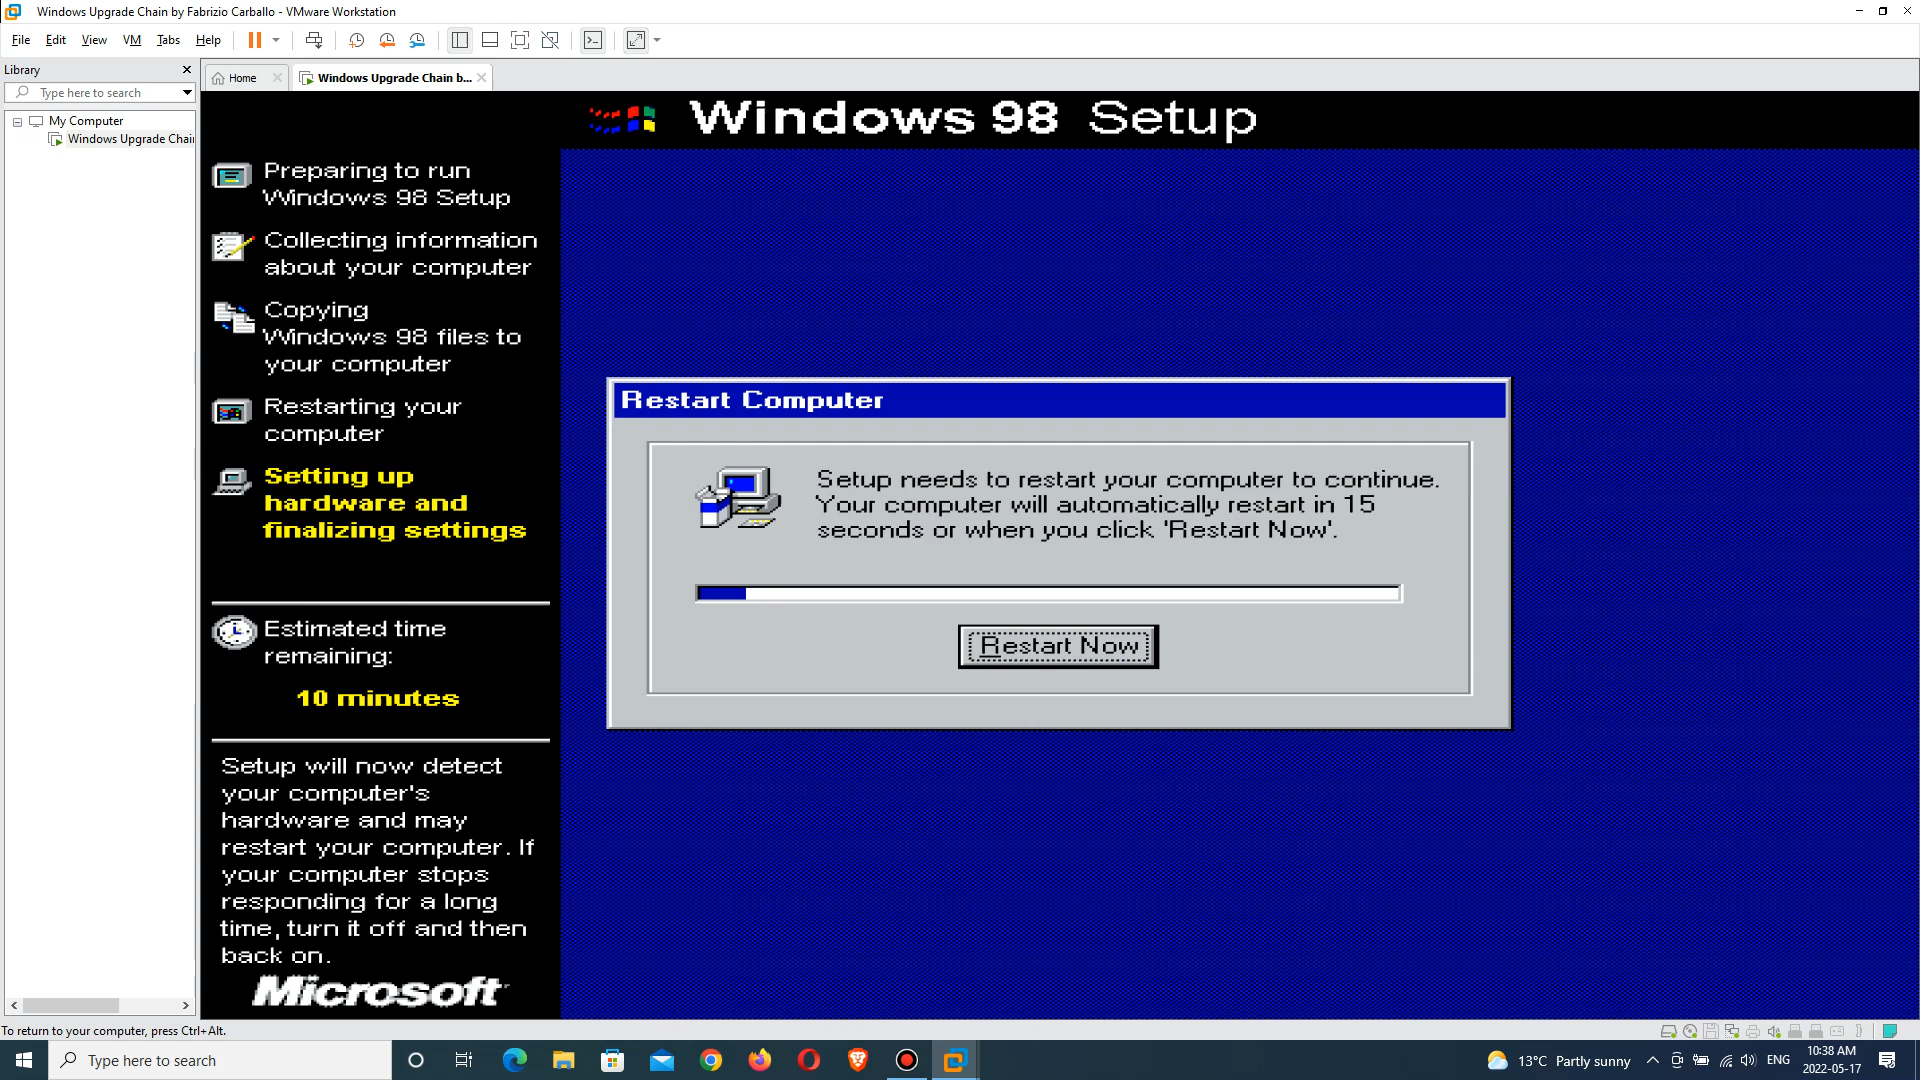 Windows Upgrade Chain by Fabrizio Carballo - VMware Workstation
File Edit View VM Tabs Help
Library
Home
Windows Upgrade Chain b...
Type here to search
My Computer
Windows Upgrade Chain
Windows 98 Setup
Preparing to run
Windows 98 Setup
Collecting information
about your computer
Copying
Windows 98 files to
your computer
Restarting your
computer
Setting up
hardware and
finalizing settings
Estimated time
remaining:
10 minutes
Setup will now detect
your computer's
hardware and may
restart your computer. If
your computer stops
responding for a long
time, turn it off and then
back on.
Microsoft
Restart Computer
Setup needs to restart your computer to continue.
Your computer will automatically restart in 15
seconds or when you click 'Restart Now'.
Restart Now
To return to your computer, press Ctrl+Alt.
Type here to search
13°C Partly sunny
ENG
10:38 AM
2022-05-17